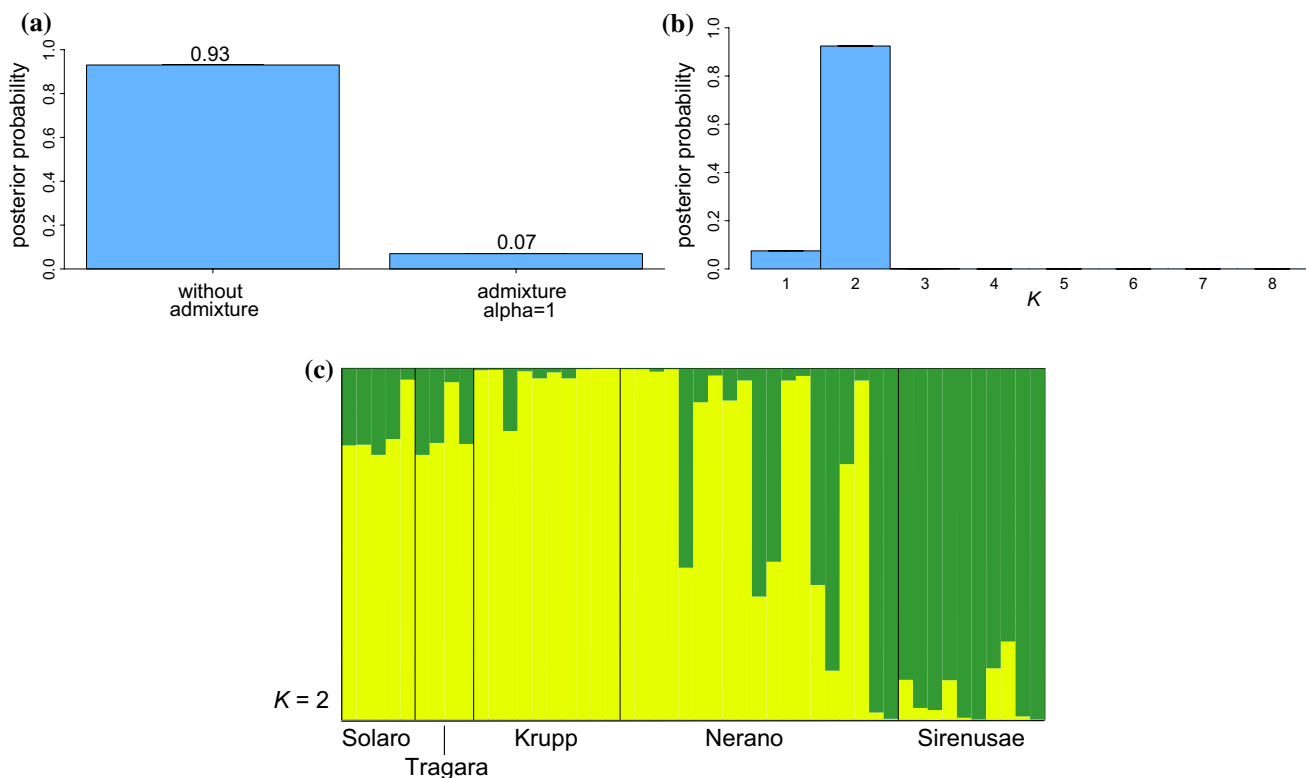 (a)
posterior probability
0.0 0.2 0.4 0.6 0.8 1.0
0.93
0.07
without
admixture
admixture
alpha=1
(b)
posterior probability
0.0 0.2 0.4 0.6 0.8 1.0
1 2 3 4 5 6 7 8
K
(c)
K = 2
Solaro
Tragara
Krupp
Nerano
Sirenusae